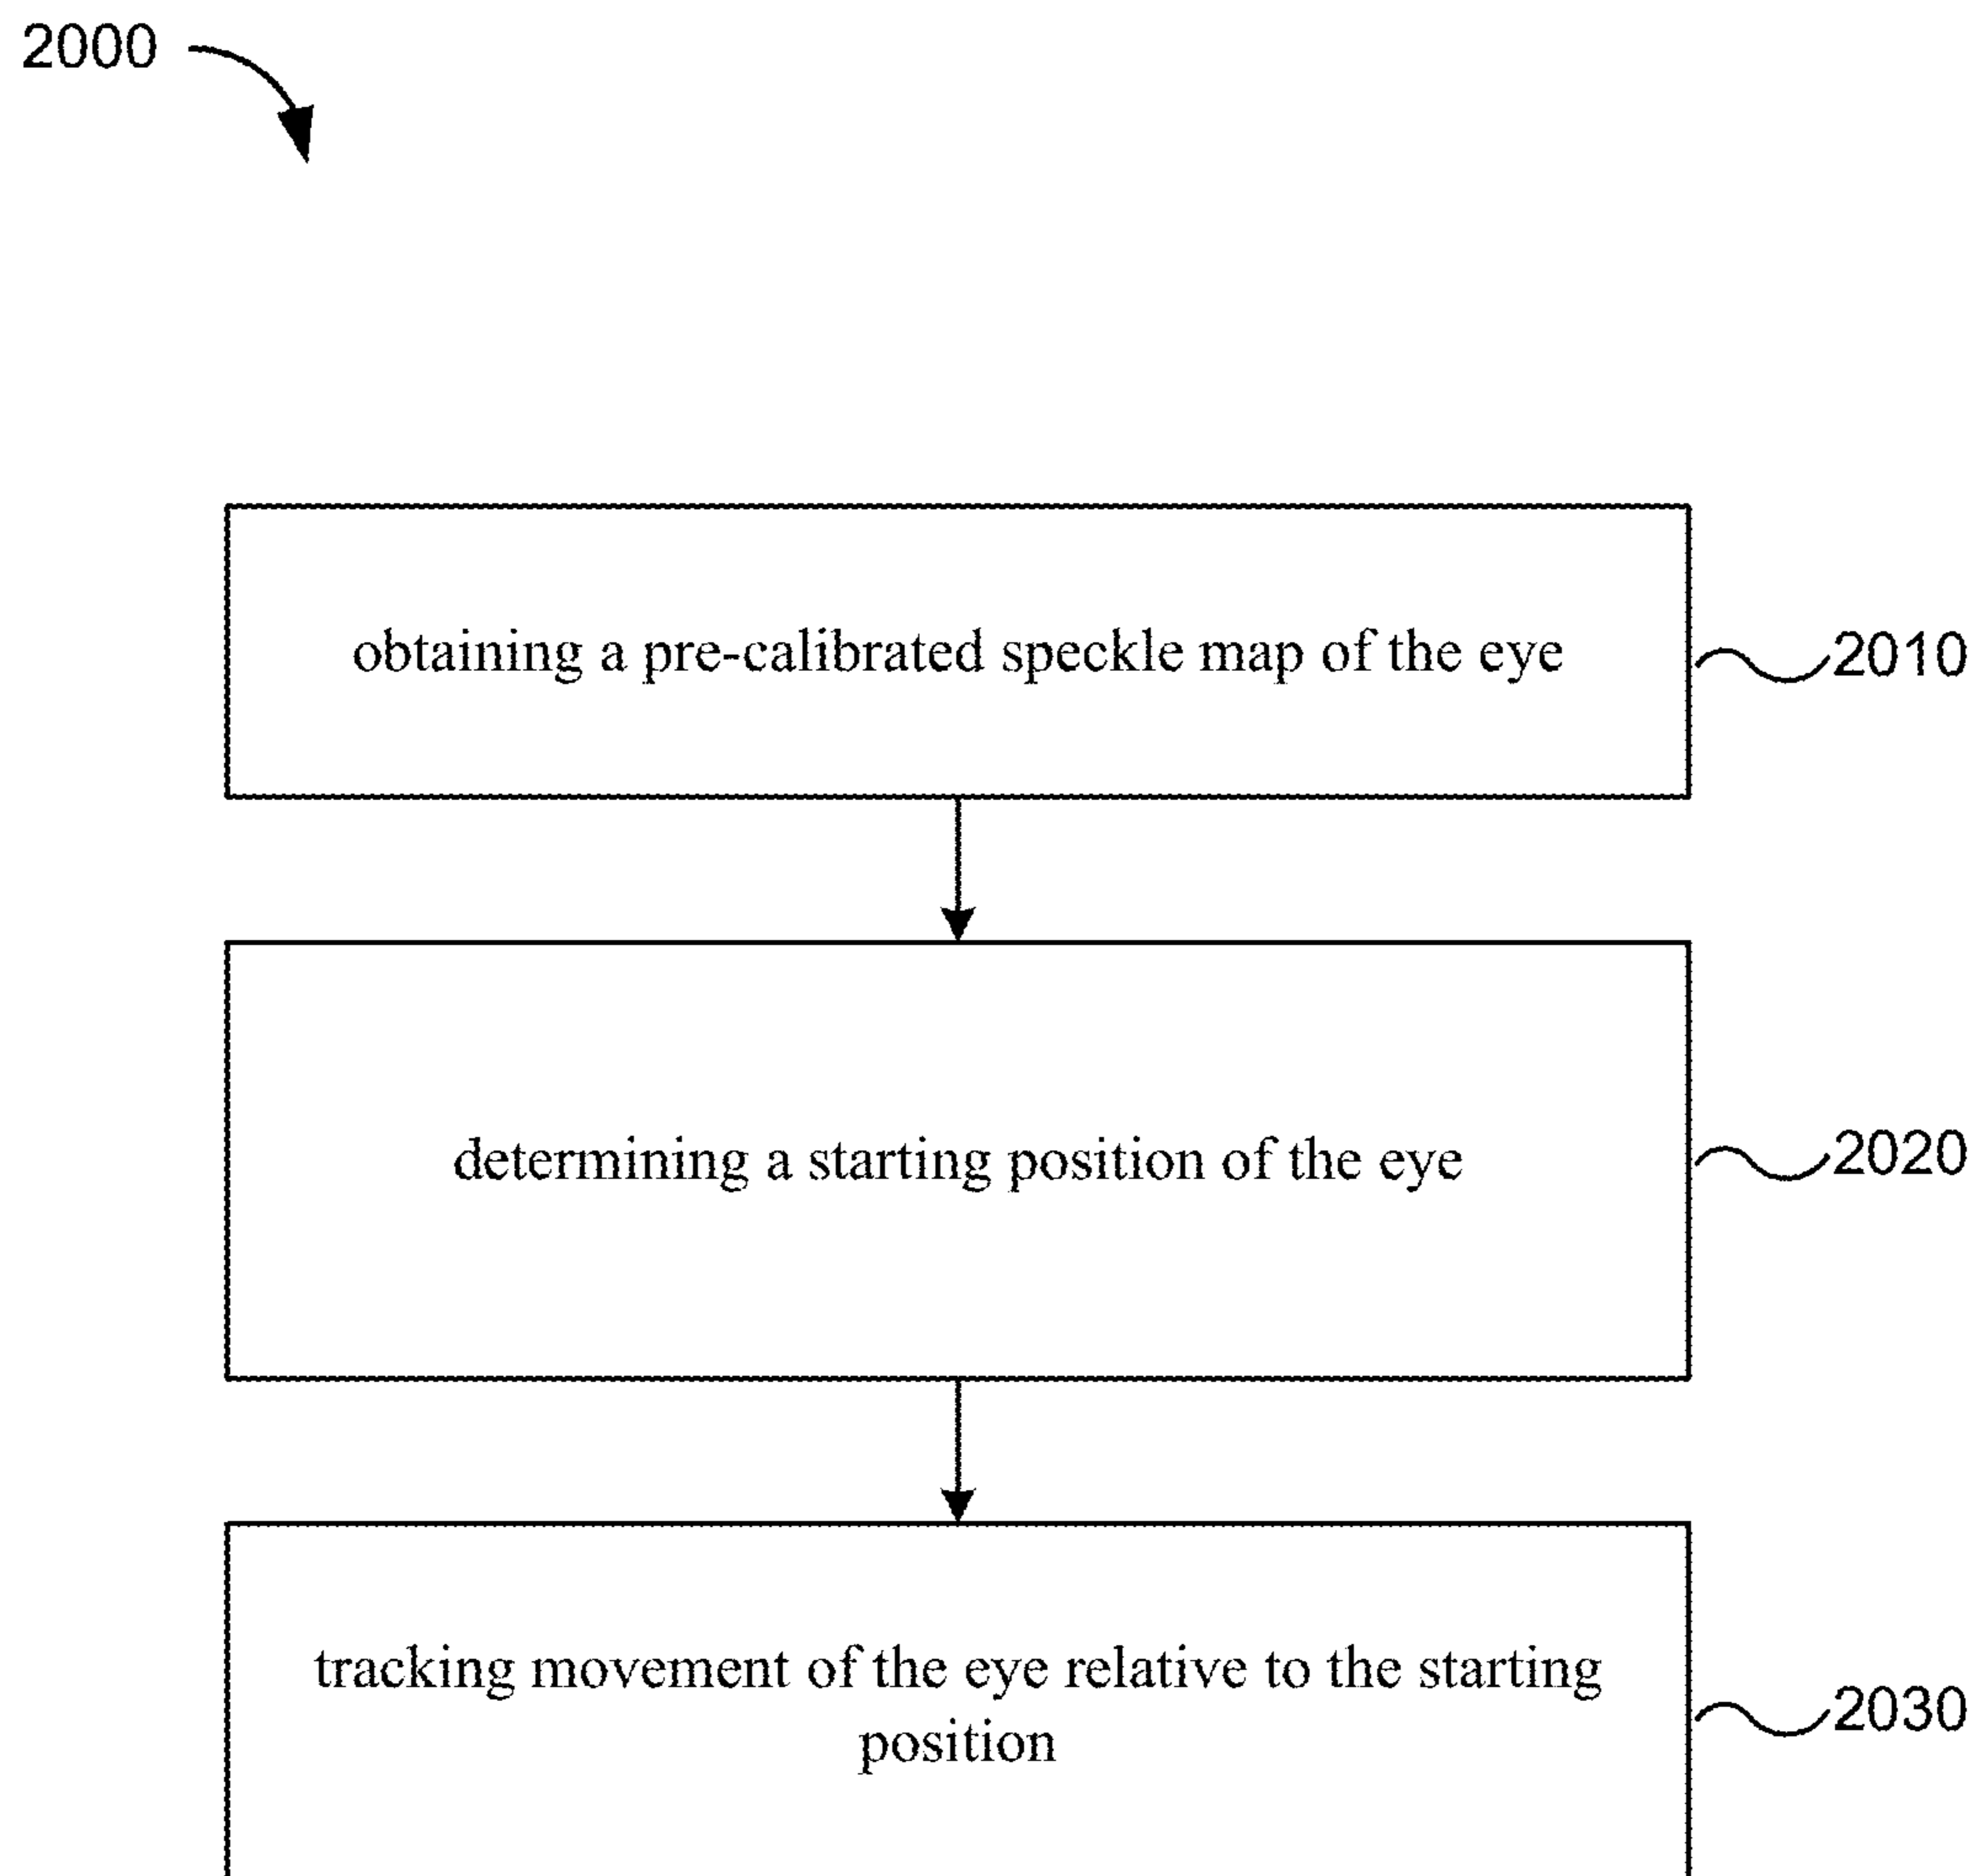 2000
obtaining a pre-calibrated speckle map of the eye
2010
determining a starting position of the eye
2020
tracking movement of the eye relative to the starting
position
2030